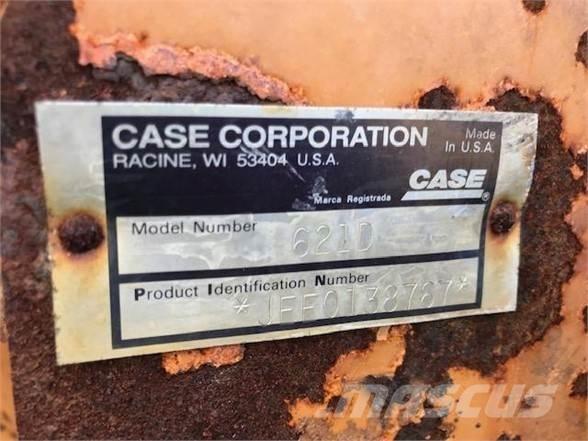 CASE CORPORATION
RACINE, WI 53404 U.S.A.
Made
In U.S.A.
Marca Registrada
CASE
®
Model Number
621D
Product Identification Number
*JEE0138787*
MASCUS